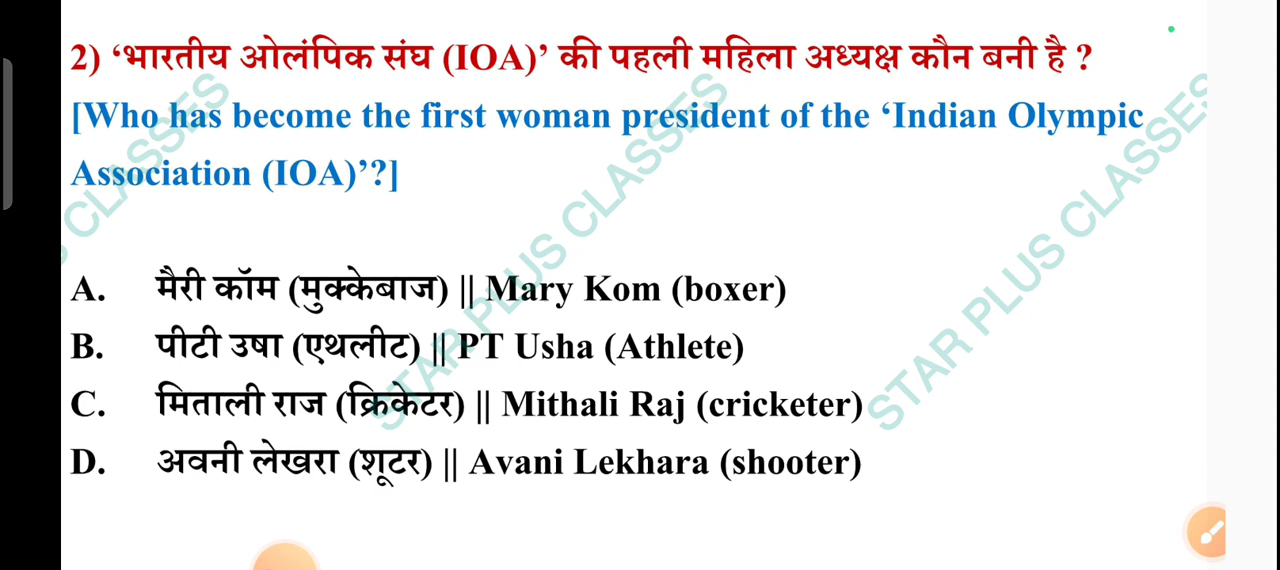 2) ‘भारतीय ओलंपिक संघ (IOA)’ की पहली महिला अध्यक्ष कौन बनी है ?
[Who has become the first woman president of the ‘Indian Olympic
Association (IOA)’?]
A. मैरी कॉम (मुक्केबाज) || Mary Kom (boxer)
B. पीटी उषा (एथलीट) || PT Usha (Athlete)
C. मिताली राज (क्रिकेटर) || Mithali Raj (cricketer)
D. अवनी लेखरा (शूटर) || Avani Lekhara (shooter)
S CLASSES
STAR PLUS CLASSES
STAR PLUS CLASSES